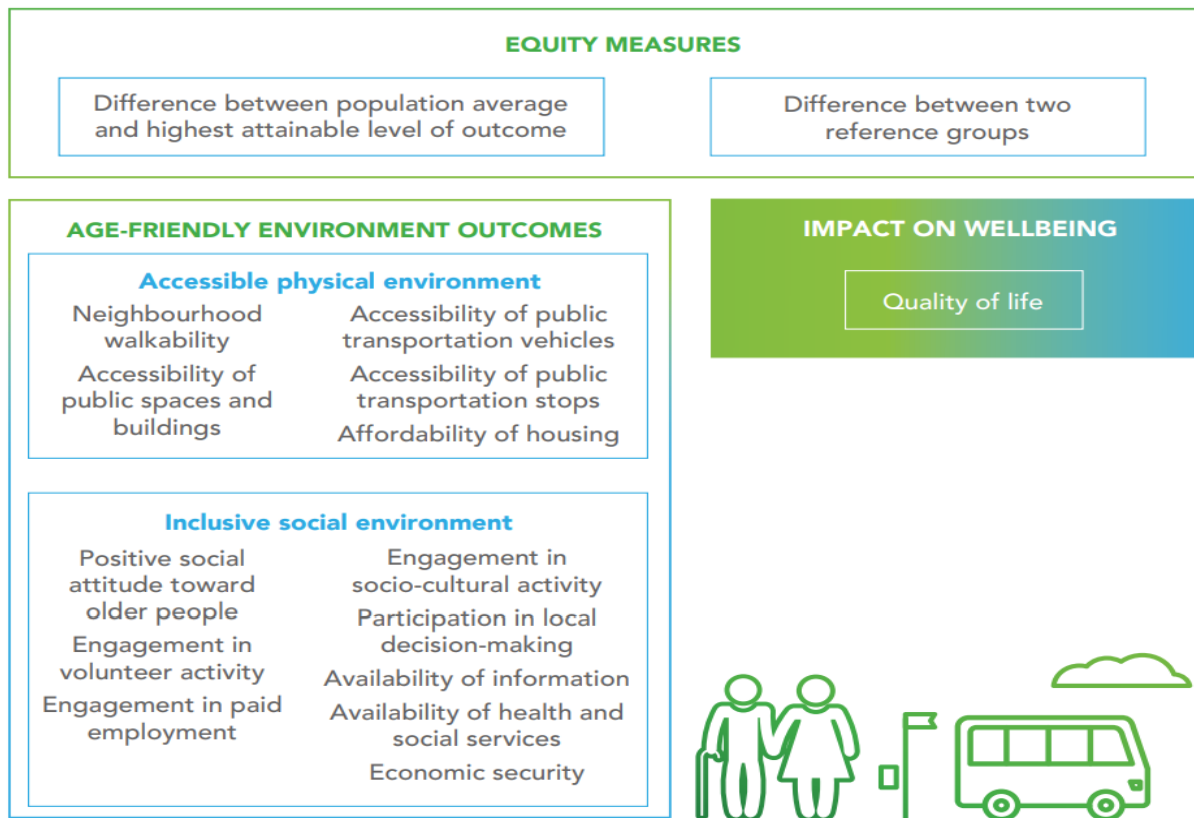 EQUITY MEASURES
Difference between population average
and highest attainable level of outcome
Difference between two
reference groups
AGE-FRIENDLY ENVIRONMENT OUTCOMES
Accessible physical environment
Neighbourhood
walkability
Accessibility of
public spaces and
buildings
Accessibility of public
transportation vehicles
Accessibility of public
transportation stops
Affordability of housing
Inclusive social environment
Positive social
attitude toward
older people
Engagement in
volunteer activity
Engagement in paid
employment
Engagement in
socio-cultural activity
Participation in local
decision-making
Availability of information
Availability of health and
social services
Economic security
IMPACT ON WELLBEING
Quality of life